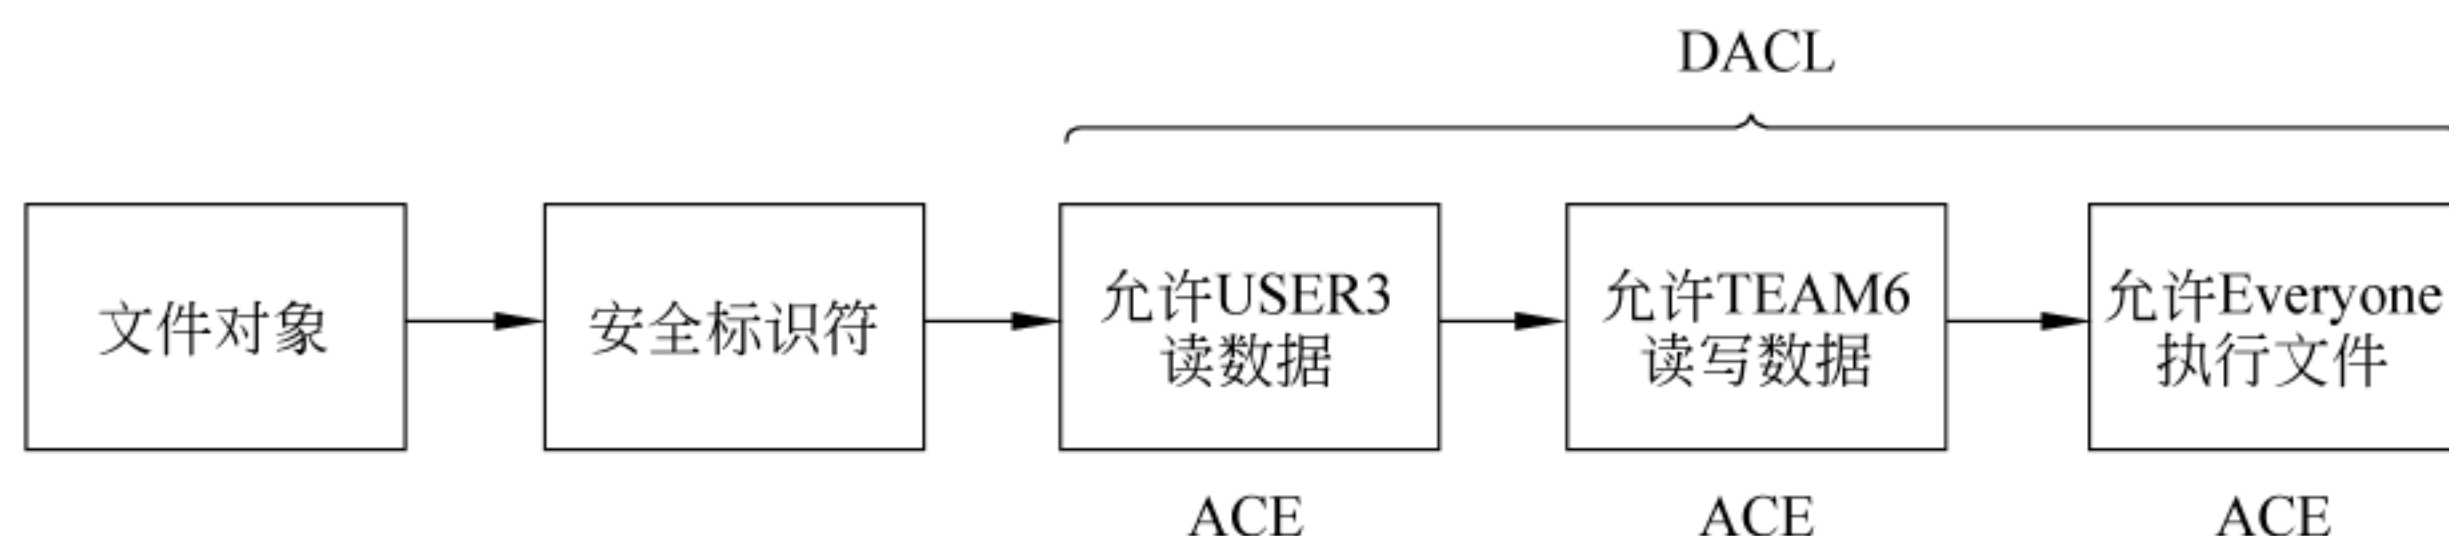 DACL
文件对象
安全标识符
允许USER3
读数据
允许TEAM6
读写数据
允许Everyone
执行文件
ACE
ACE
ACE